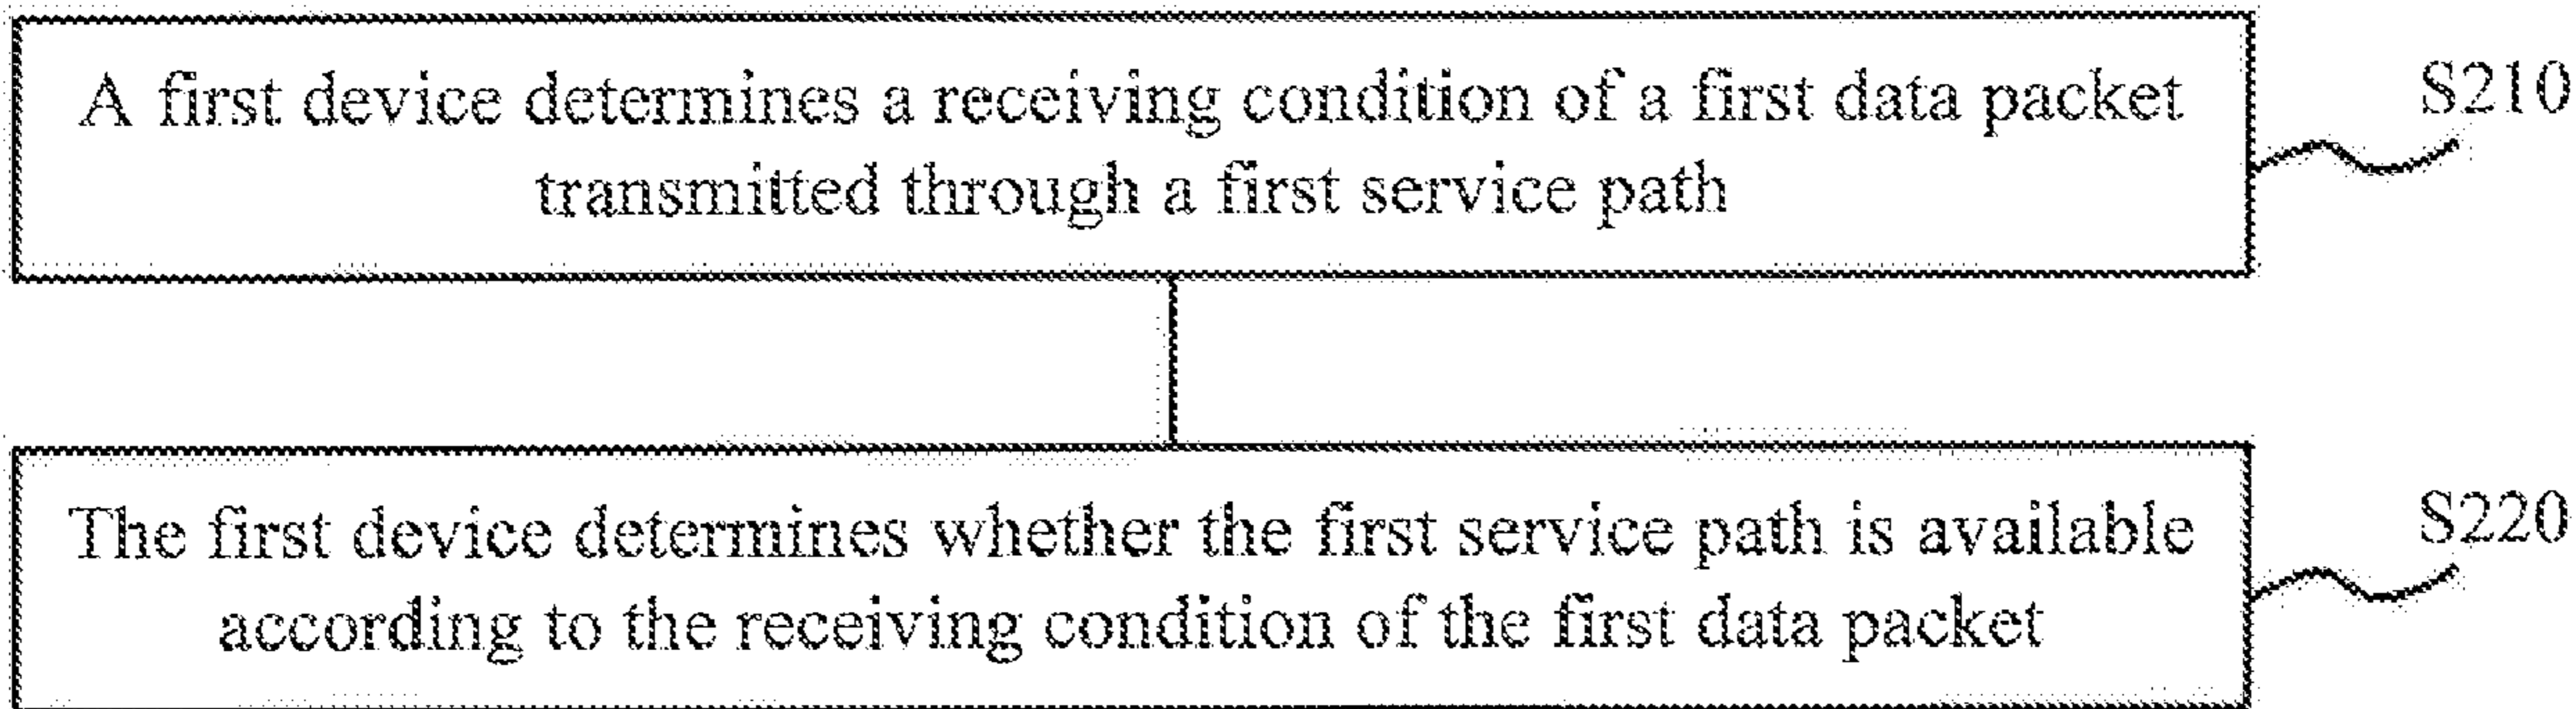 A first device determines a receiving condition of a first data packet
transmitted through a first service path
S210
The first device determines whether the first service path is available
according to the receiving condition of the first data packet
S220